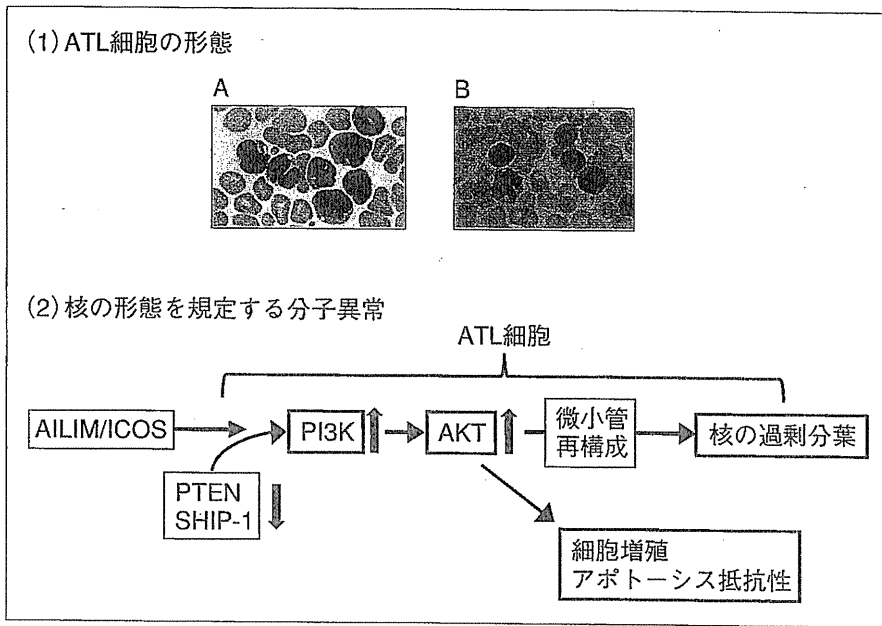 (1)ATL細胞の形態
A B
(2)核の形態を規定する分子異常
ATL細胞
AILIM/ICOS
PI3K
AKT
微小管
再構成
核の過剰分葉
PTEN
SHIP-1
細胞増殖
アポトーシス抵抗性